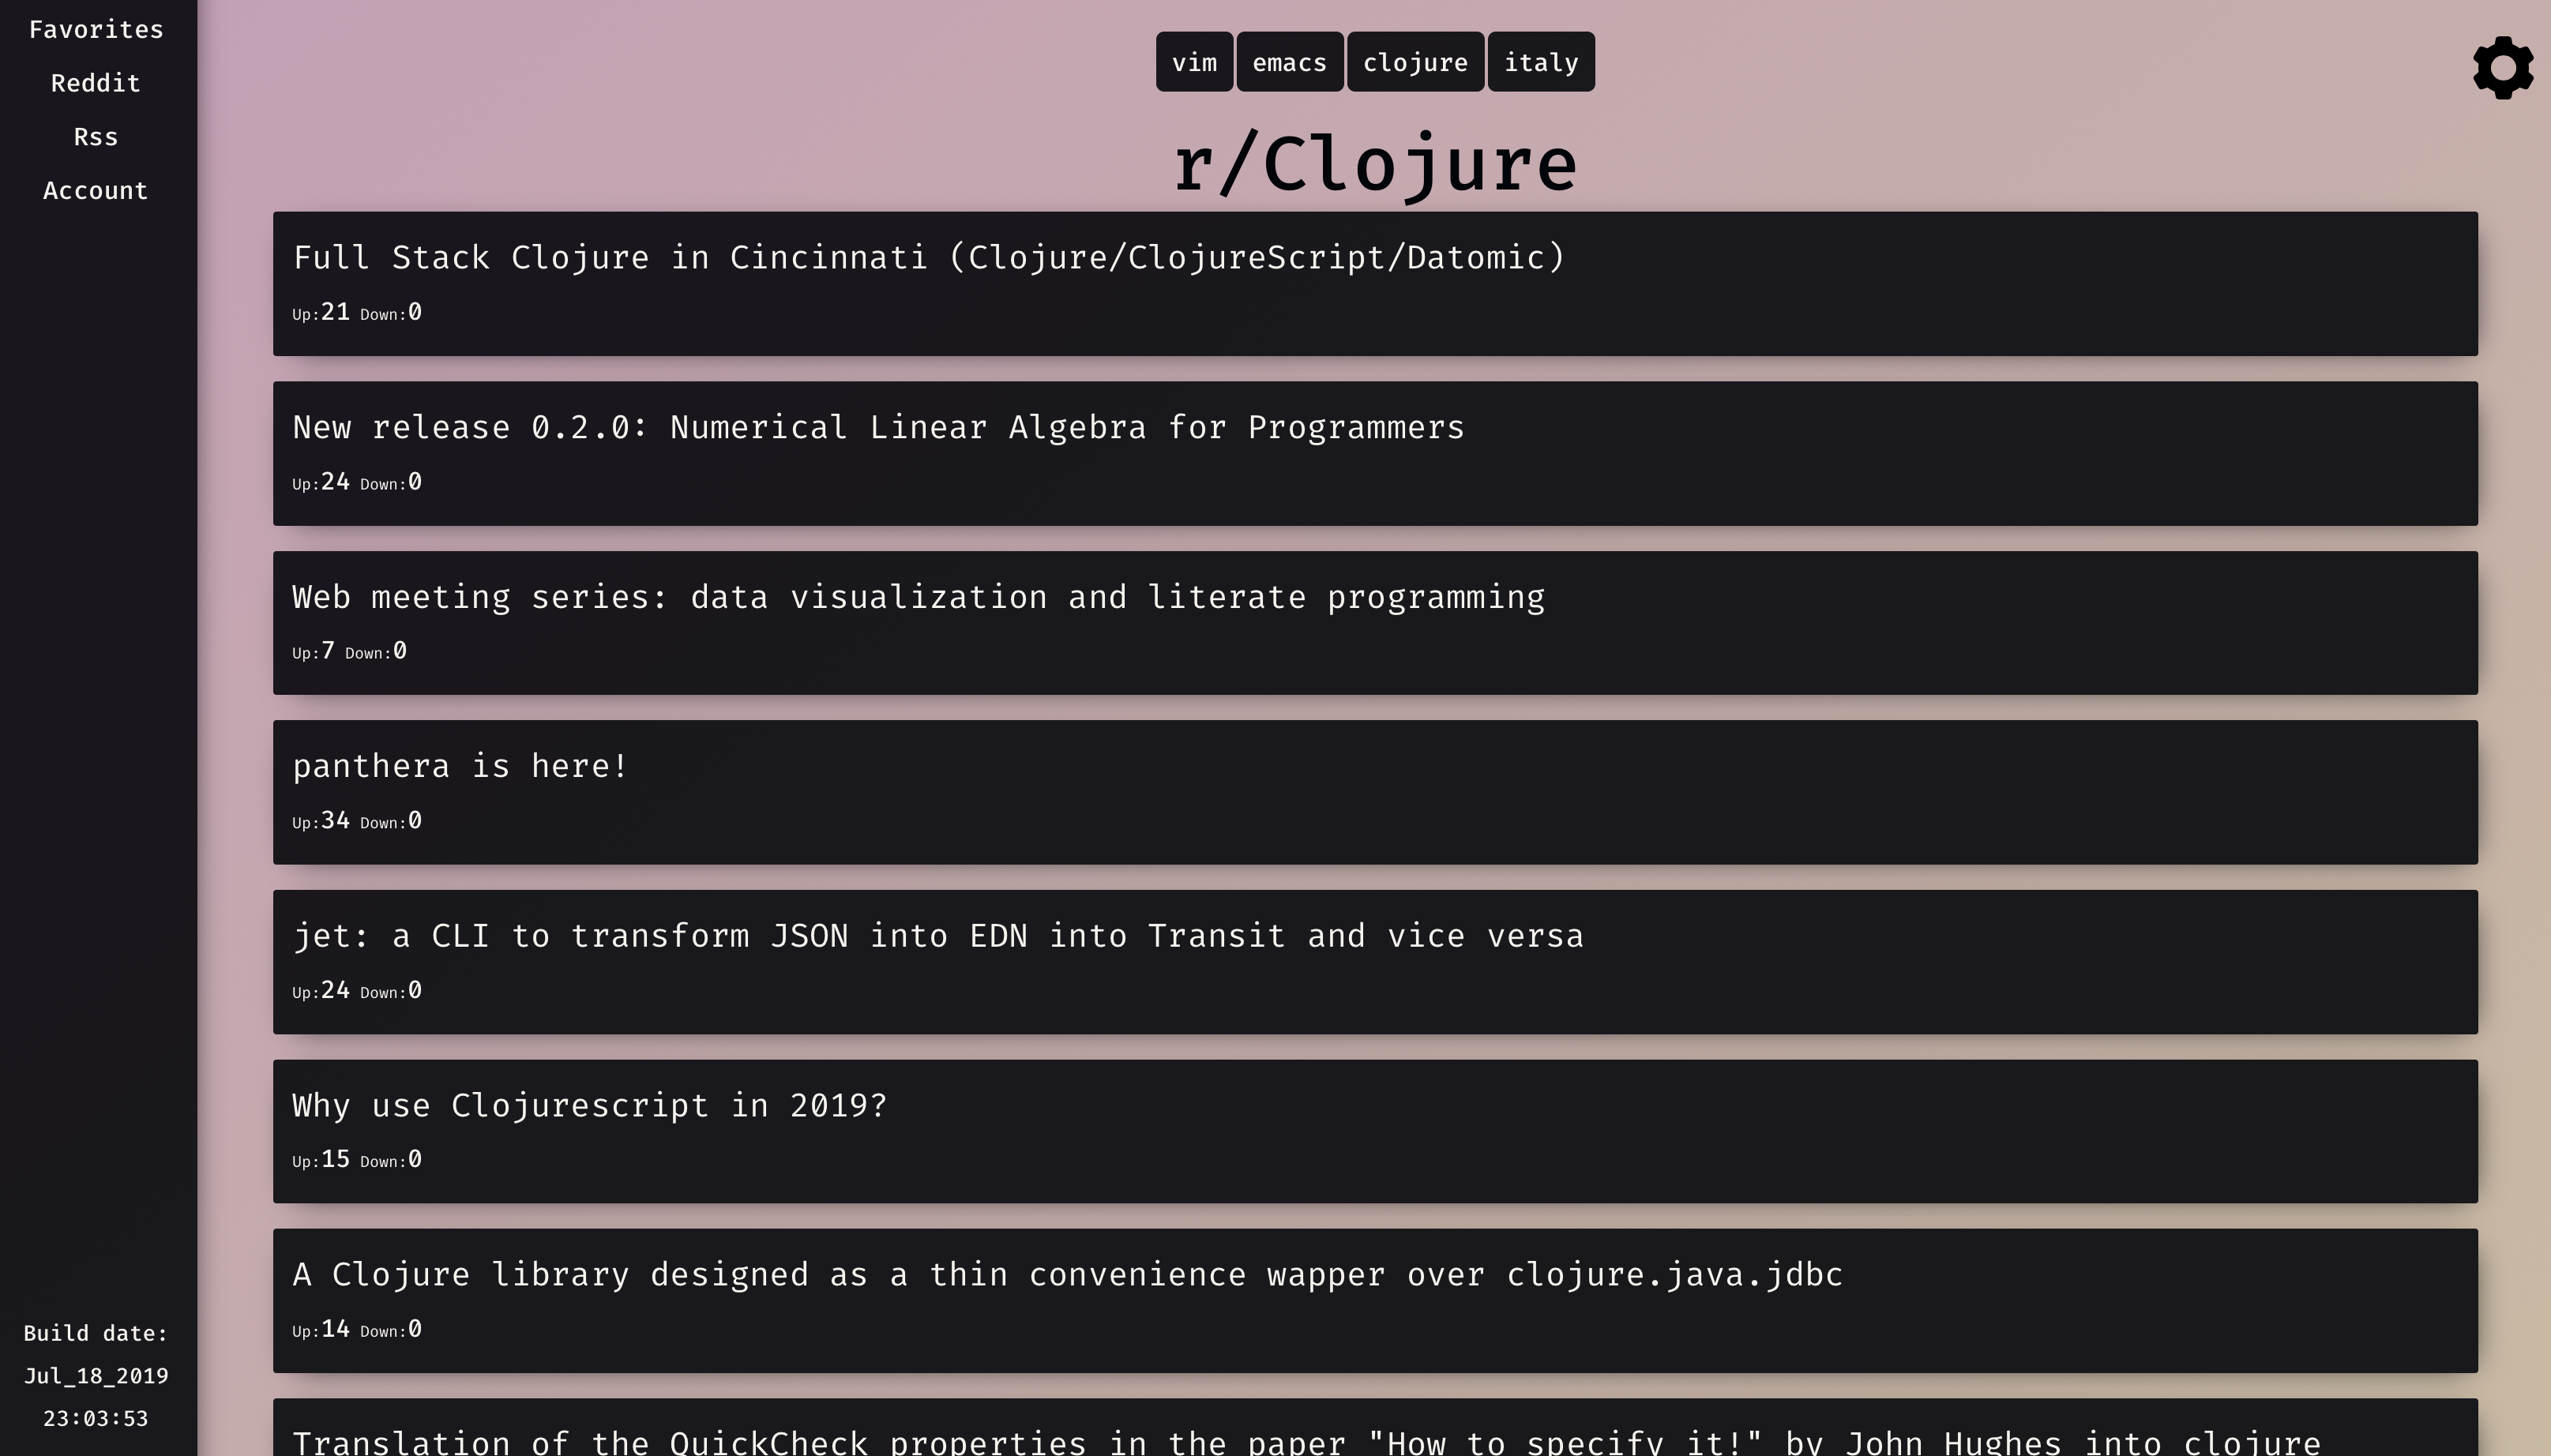 Favorites
Reddit
Rss
Account
Build date:
Jul_18_2019
23:03:53
vim emacs clojure italy
r/Clojure
Full Stack Clojure in Cincinnati (Clojure/ClojureScript/Datomic)
Up:21 Down:0
New release 0.2.0: Numerical Linear Algebra for Programmers
Up:24 Down:0
Web meeting series: data visualization and literate programming
Up:7 Down:0
panthera is here!
Up:34 Down:0
jet: a CLI to transform JSON into EDN into Transit and vice versa
Up:24 Down:0
Why use Clojurescript in 2019?
Up:15 Down:0
A Clojure library designed as a thin convenience wapper over clojure.java.jdbc
Up:14 Down:0
Translation of the QuickCheck properties in the paper "How to specify it!" by John Hughes into clojure